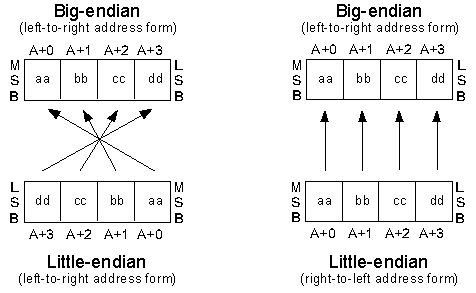 Big-endian
(left-to-right address form)
A+0 A+1 A+2 A+3
M S B aa bb cc dd L S B
L S B dd cc bb aa M S B
A+3 A+2 A+1 A+0
Little-endian
(left-to-right address form)
Big-endian
(left-to-right address form)
A+0 A+1 A+2 A+3
M S B aa bb cc dd L S B
M S B aa bb cc dd L S B
A+0 A+1 A+2 A+3
Little-endian
(right-to-left address form)